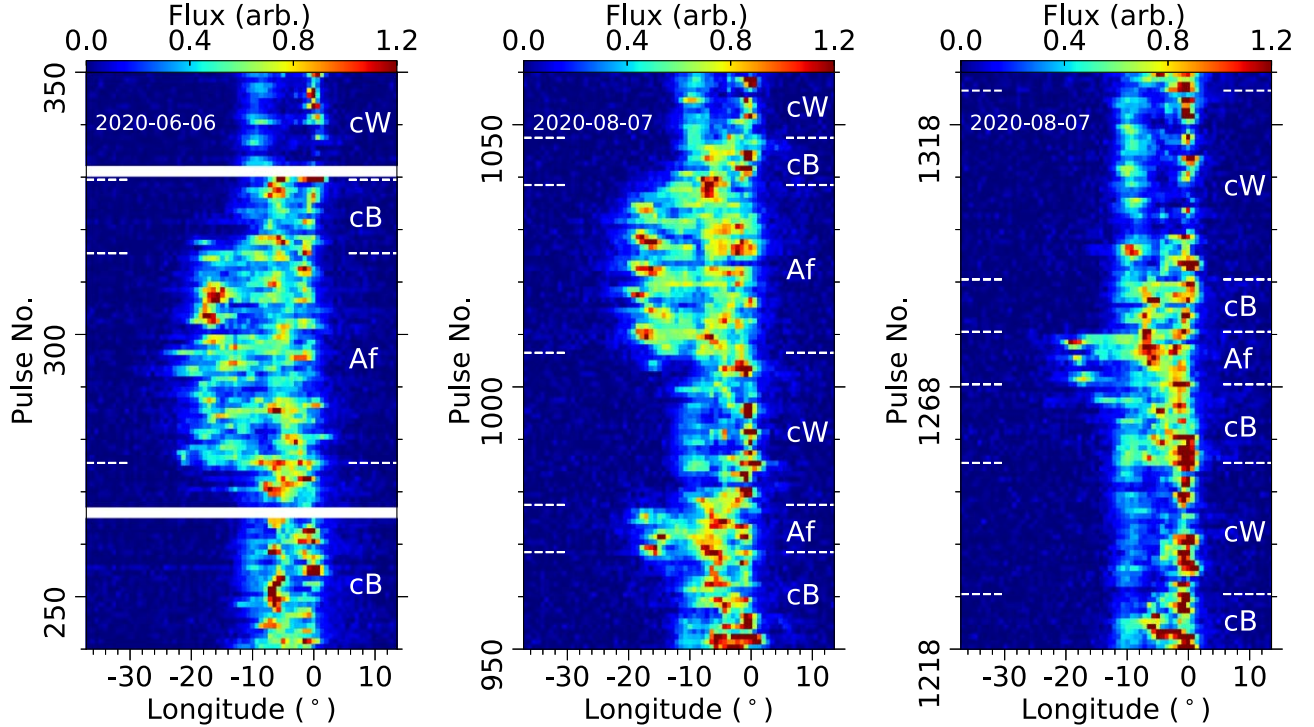 Flux (arb.) Flux (arb.) Flux (arb.)
0.0 0.4 0.8 1.2 0.0 0.4 0.8 1.2 0.0 0.4 0.8 1.2
2020-06-06
cW
cB
Af
cB
350
300
250
Pulse No.
-30 -20 -10 0 10
Longitude (°)
2020-08-07
cW
cB
Af
cW
Af
cB
1050
1000
950
Pulse No.
-30 -20 -10 0 10
Longitude (°)
2020-08-07
cW
cB
Af
cB
cW
cB
1318
1268
1218
Pulse No.
-30 -20 -10 0 10
Longitude (°)